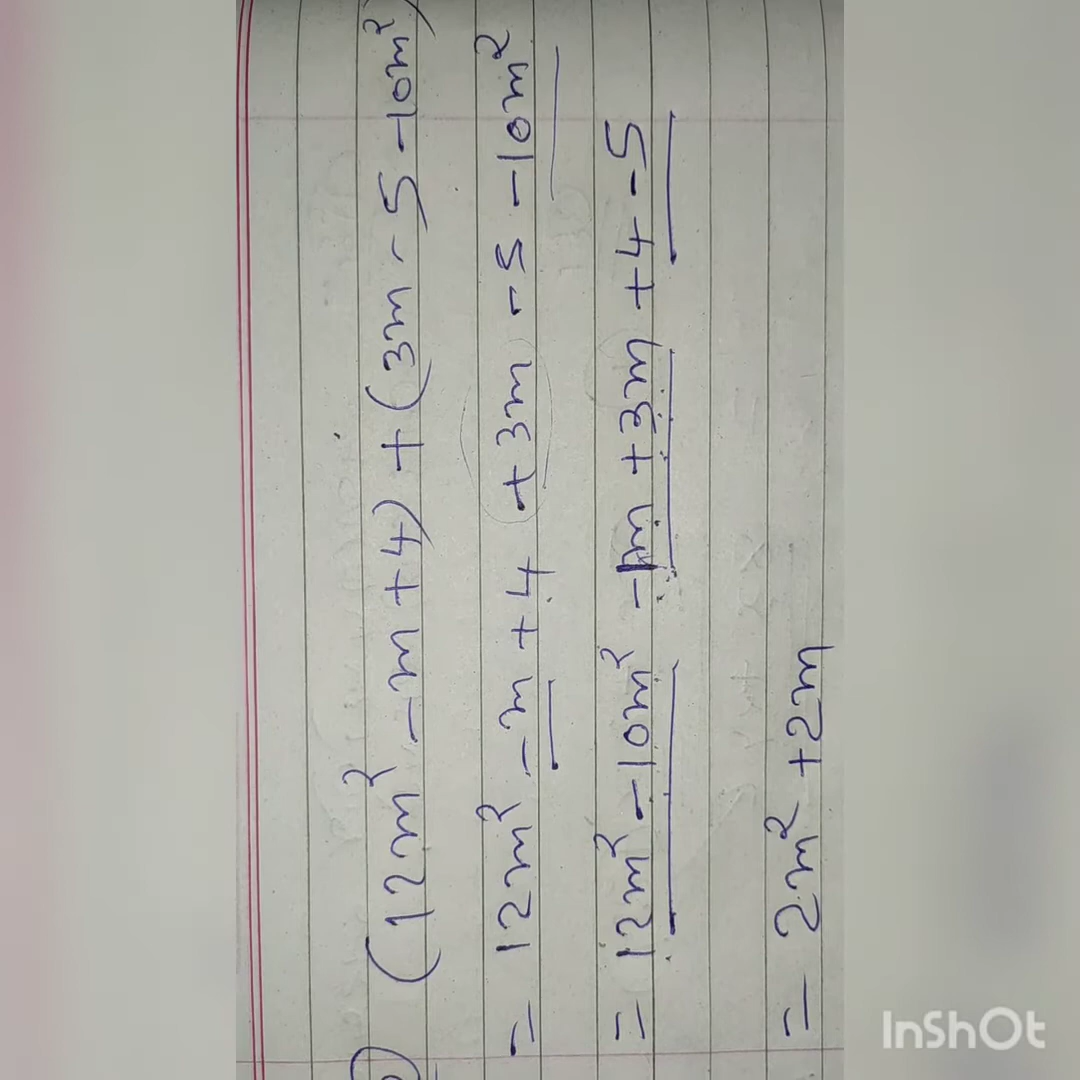 (12m² - m + 4) + (3m - 5 - 10m²)
= 12m² - m + 4 + 3m - 5 - 10m²
= 12m² - 10m² - m + 3m + 4 - 5
= 2m² + 2m
InShOt